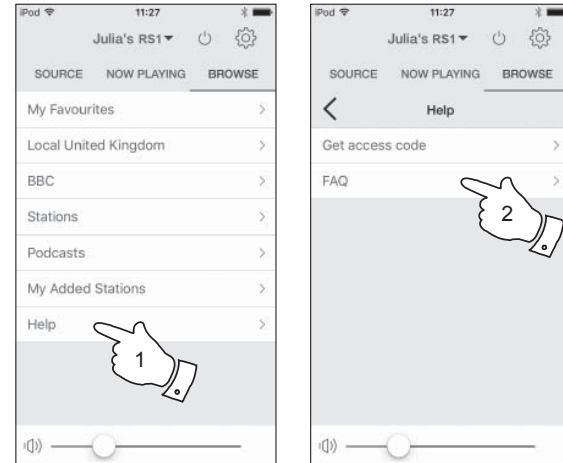 iPod 11:27
Julia's RS1
SOURCE NOW PLAYING BROWSE
My Favourites
Local United Kingdom
BBC
Stations
Podcasts
My Added Stations
Help
1
iPod 11:27
Julia's RS1
SOURCE NOW PLAYING BROWSE
Help
Get access code
FAQ
2